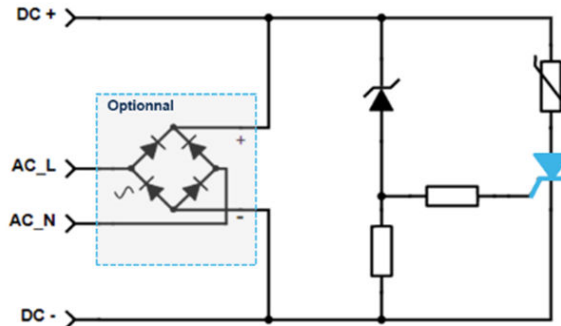 DC +
Optionnal
+
AC_L
AC_N
-
DC -